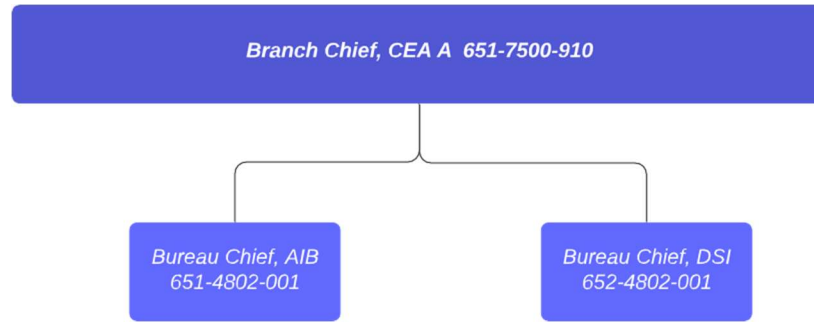 Branch Chief, CEA A 651-7500-910
Bureau Chief, AIB
651-4802-001
Bureau Chief, DSI
652-4802-001